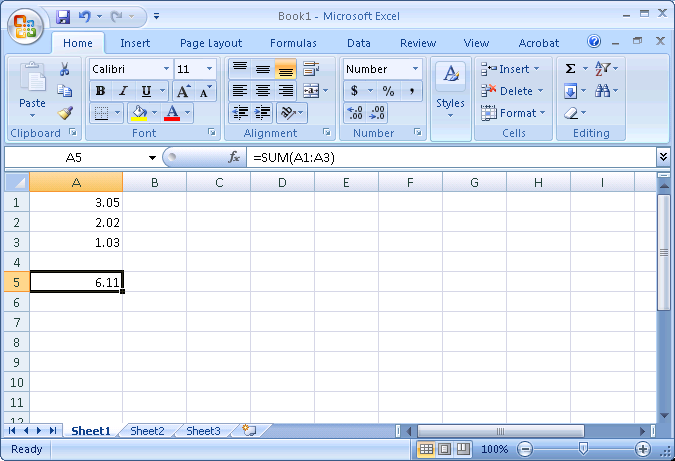 Book1 - Microsoft Excel
Home Insert Page Layout Formulas Data Review View Acrobat
Calibri 11 Number Insert Σ
Paste B I U A A $ % , Styles Delete
A .00 .00 Format
Clipboard Font Alignment Number Cells Editing
A5 fx =SUM(A1:A3)
A B C D E F G H I
1 3.05
2 2.02
3 1.03
4
5 6.11
6
7
8
9
10
11
12
Sheet1 Sheet2 Sheet3
Ready 100%